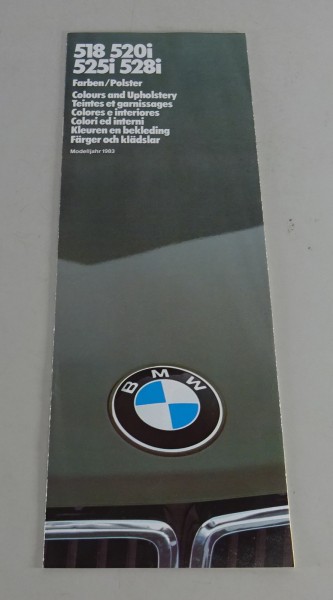 518 520i
525i 528i
Farben/Polster
Colours and Upholstery
Teintes et garnissages
Colores e interiores
Colori ed interni
Kleuren en bekleding
Färger och klädslar
Modelljahr 1983
BMW